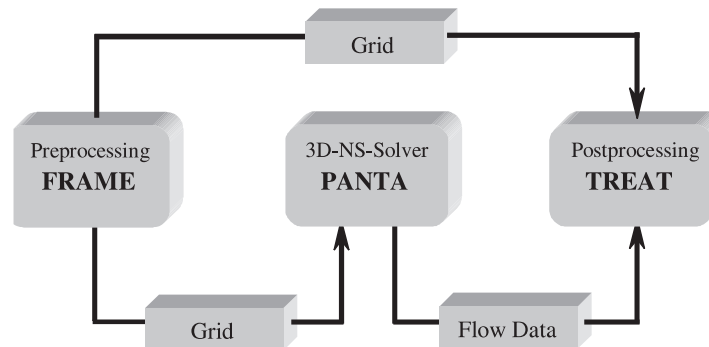 Grid
Preprocessing
FRAME
3D-NS-Solver
PANTA
Postprocessing
TREAT
Grid
Flow Data